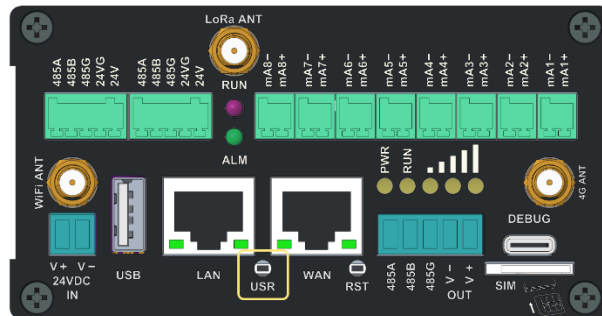 LoRa ANT
RUN
ALM
485A
485B
485G
24VG
24V
485A
485B
485G
24VG
24V
mA8-
mA8+
mA7-
mA7+
mA6-
mA6+
mA5-
mA5+
mA4-
mA4+
mA3-
mA3+
mA2-
mA2+
mA1-
mA1+
PWR
RUN
WiFi ANT
4G ANT
V+ V-
24VDC
IN
USB
LAN
USR
WAN
RST
485A
485B
485G
V-
V+
OUT
DEBUG
SIM
1